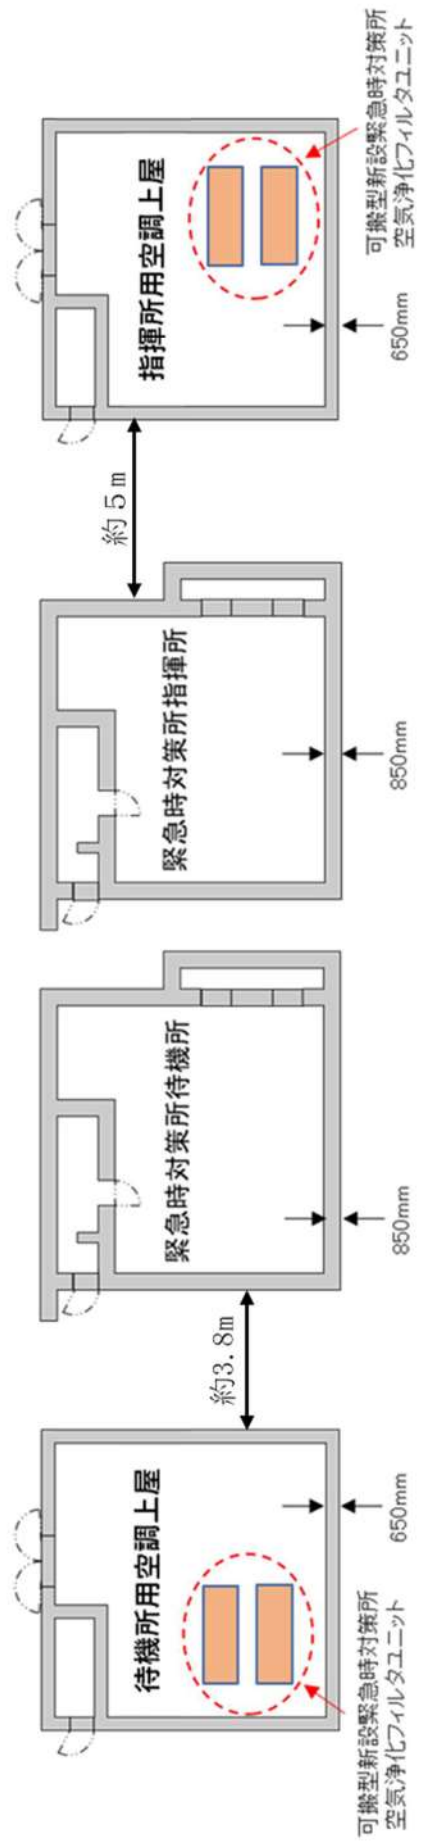 待機所用空調上屋
650mm
可搬型新設緊急時対策所
空気浄化フィルタユニット
約3.8m
緊急時対策所待機所
850mm
緊急時対策所指揮所
850mm
約5m
指揮所用空調上屋
650mm
可搬型新設緊急時対策所
空気浄化フィルタユニット